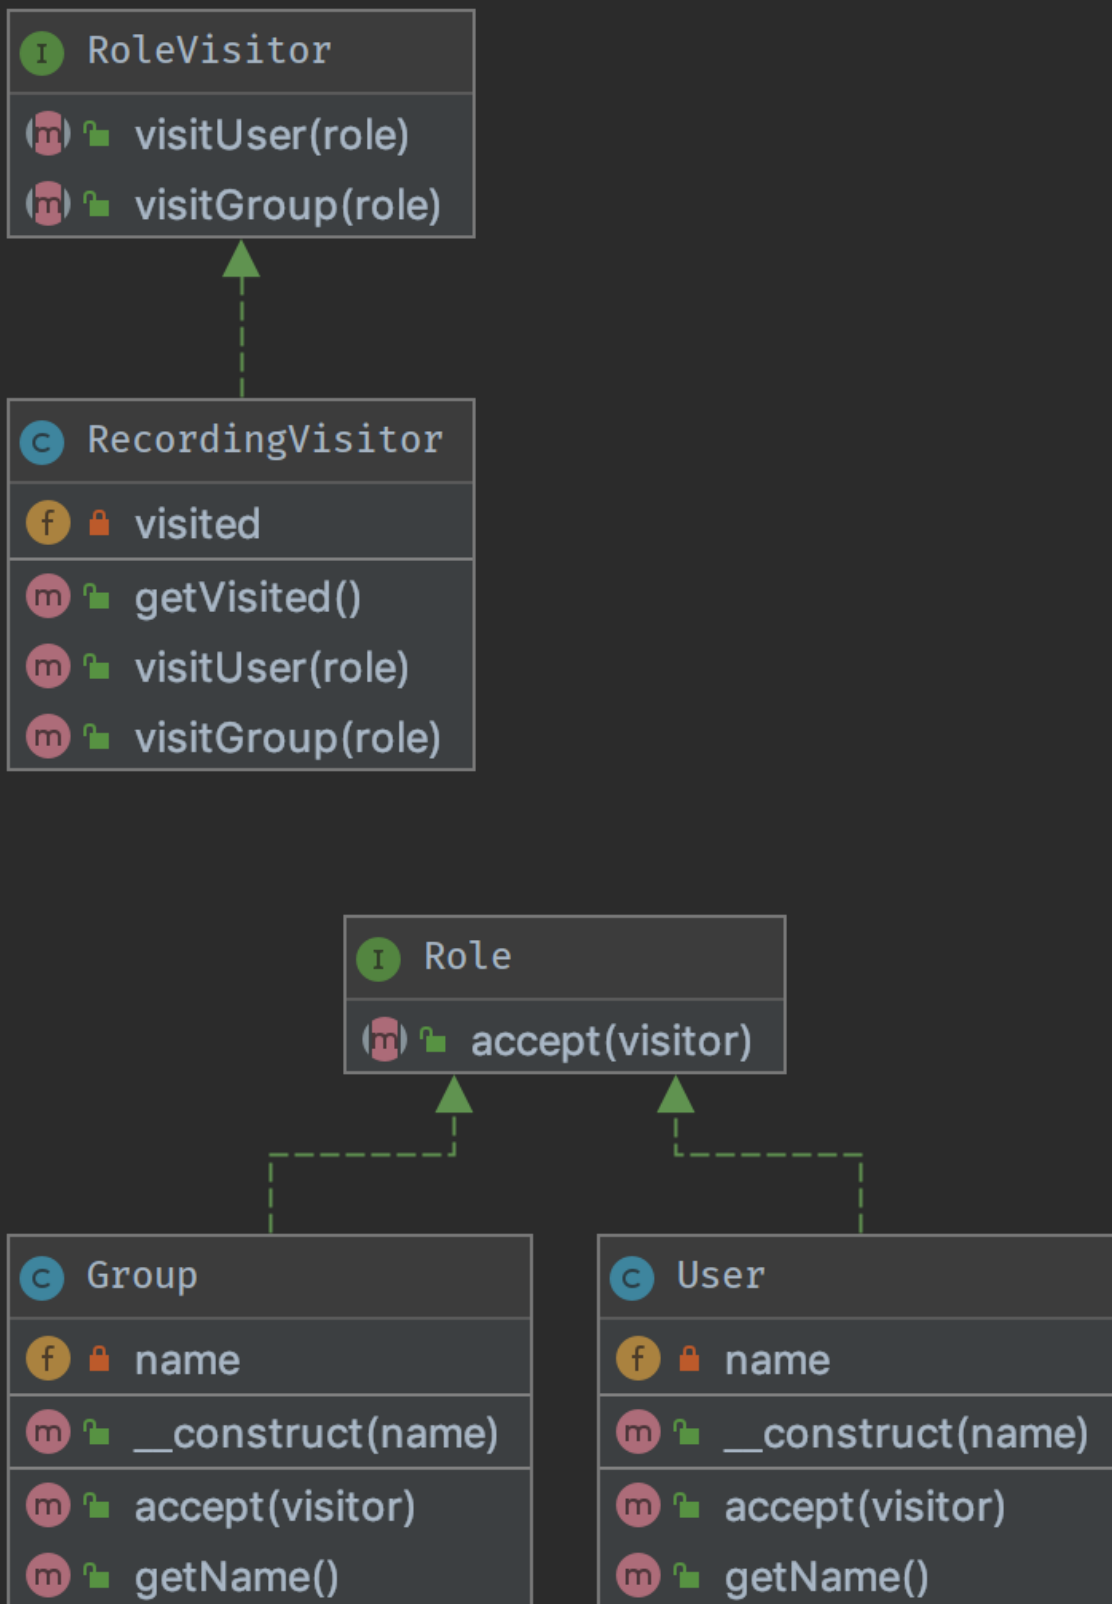 I RoleVisitor
m visitUser(role)
m visitGroup(role)
C RecordingVisitor
f visited
m getVisited()
m visitUser(role)
m visitGroup(role)
I Role
m accept(visitor)
C Group
f name
m __construct(name)
m accept(visitor)
m getName()
C User
f name
m __construct(name)
m accept(visitor)
m getName()